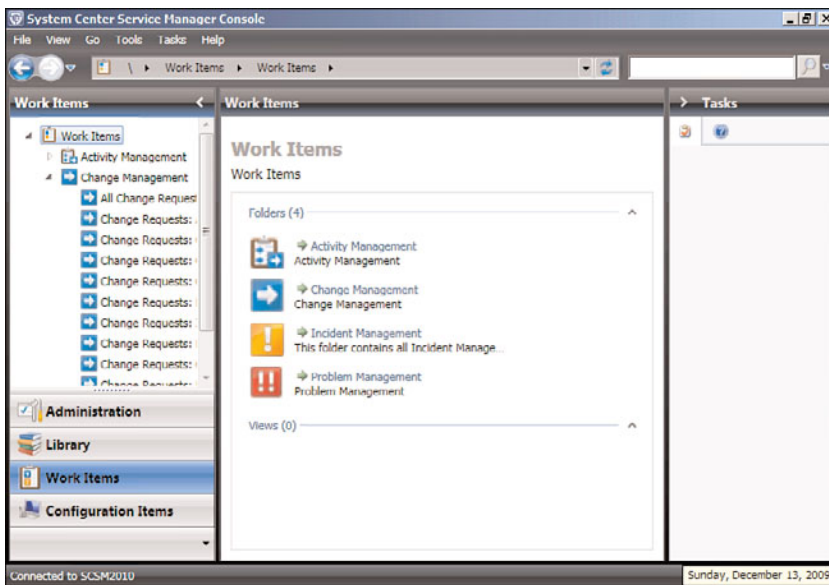 System Center Service Manager Console
File View Go Tools Tasks Help
\ Work Items Work Items
Work Items
Work Items
Activity Management
Change Management
All Change Request
Change Requests:
Change Requests:
Change Requests:
Change Requests:
Change Requests:
Change Requests:
Change Requests:
Change Requests:
Change Requests:
Administration
Library
Work Items
Configuration Items
Work Items
Work Items
Work Items
Folders (4)
Activity Management
Activity Management
Change Management
Change Management
Incident Management
This folder contains all Incident Manage...
Problem Management
Problem Management
Views (0)
Tasks
Connected to SCSM2010
Sunday, December 13, 2009